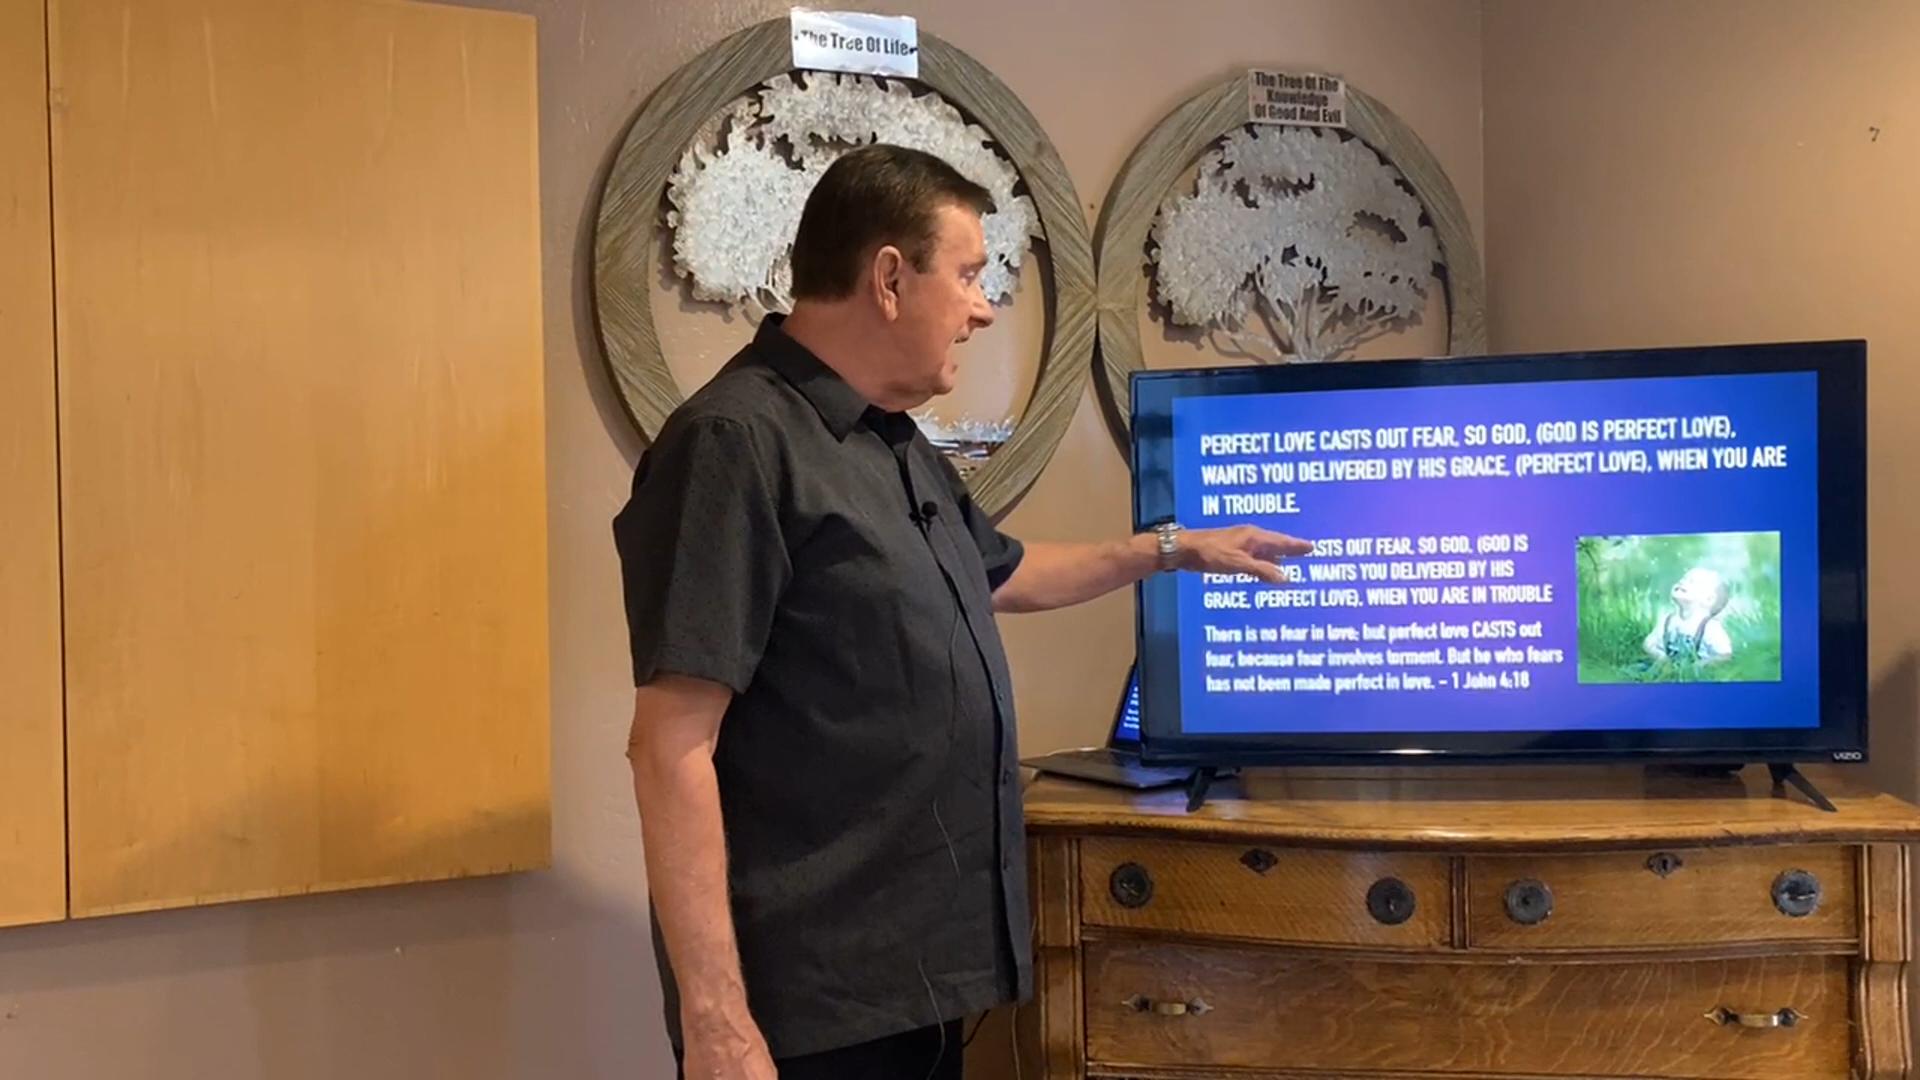 The Tree Of Life
The Tree Of The
Knowledge
Of Good And Evil
PERFECT LOVE CASTS OUT FEAR, SO GOD, (GOD IS PERFECT LOVE),
WANTS YOU DELIVERED BY HIS GRACE, (PERFECT LOVE), WHEN YOU ARE
IN TROUBLE.
OUT FEAR, SO GOD, (GOD IS
WANTS YOU DELIVERED BY HIS
GRACE, (PERFECT LOVE), WHEN YOU ARE IN TROUBLE
There is no fear in love; but perfect love CASTS out
fear, because fear involves torment. But he who fears
has not been made perfect in love. – 1 John 4:18
VIZIO